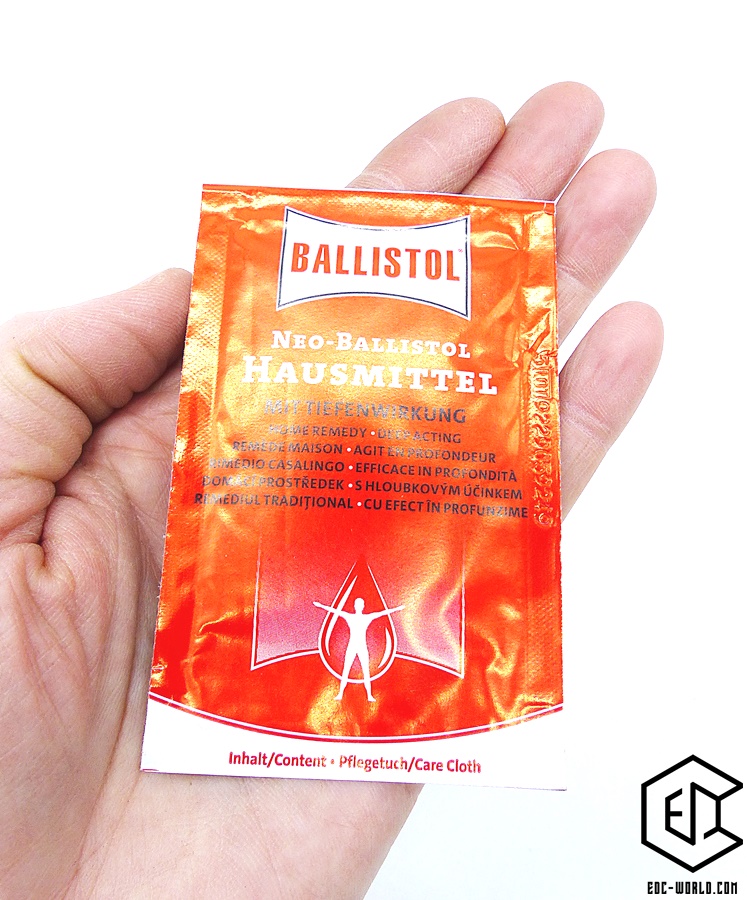 BALLISTOL
NEO-BALLISTOL
HAUSMITTEL
MIT TIEFENWIRKUNG
HOME REMEDY • DEEP ACTING
REMÈDE MAISON • AGIT EN PROFONDEUR
RIMEDIO CASALINGO • EFFICACE IN PROFONDITÀ
DOMÁCÍ PROSTŘEDEK • S HLOUBKOVÝM ÚČINKEM
REMEDIUL TRADIȚIONAL • CU EFECT ÎN PROFUNZIME
Inhalt/Content • Pflegetuch/Care Cloth
EDC
EDC-WORLD.COM